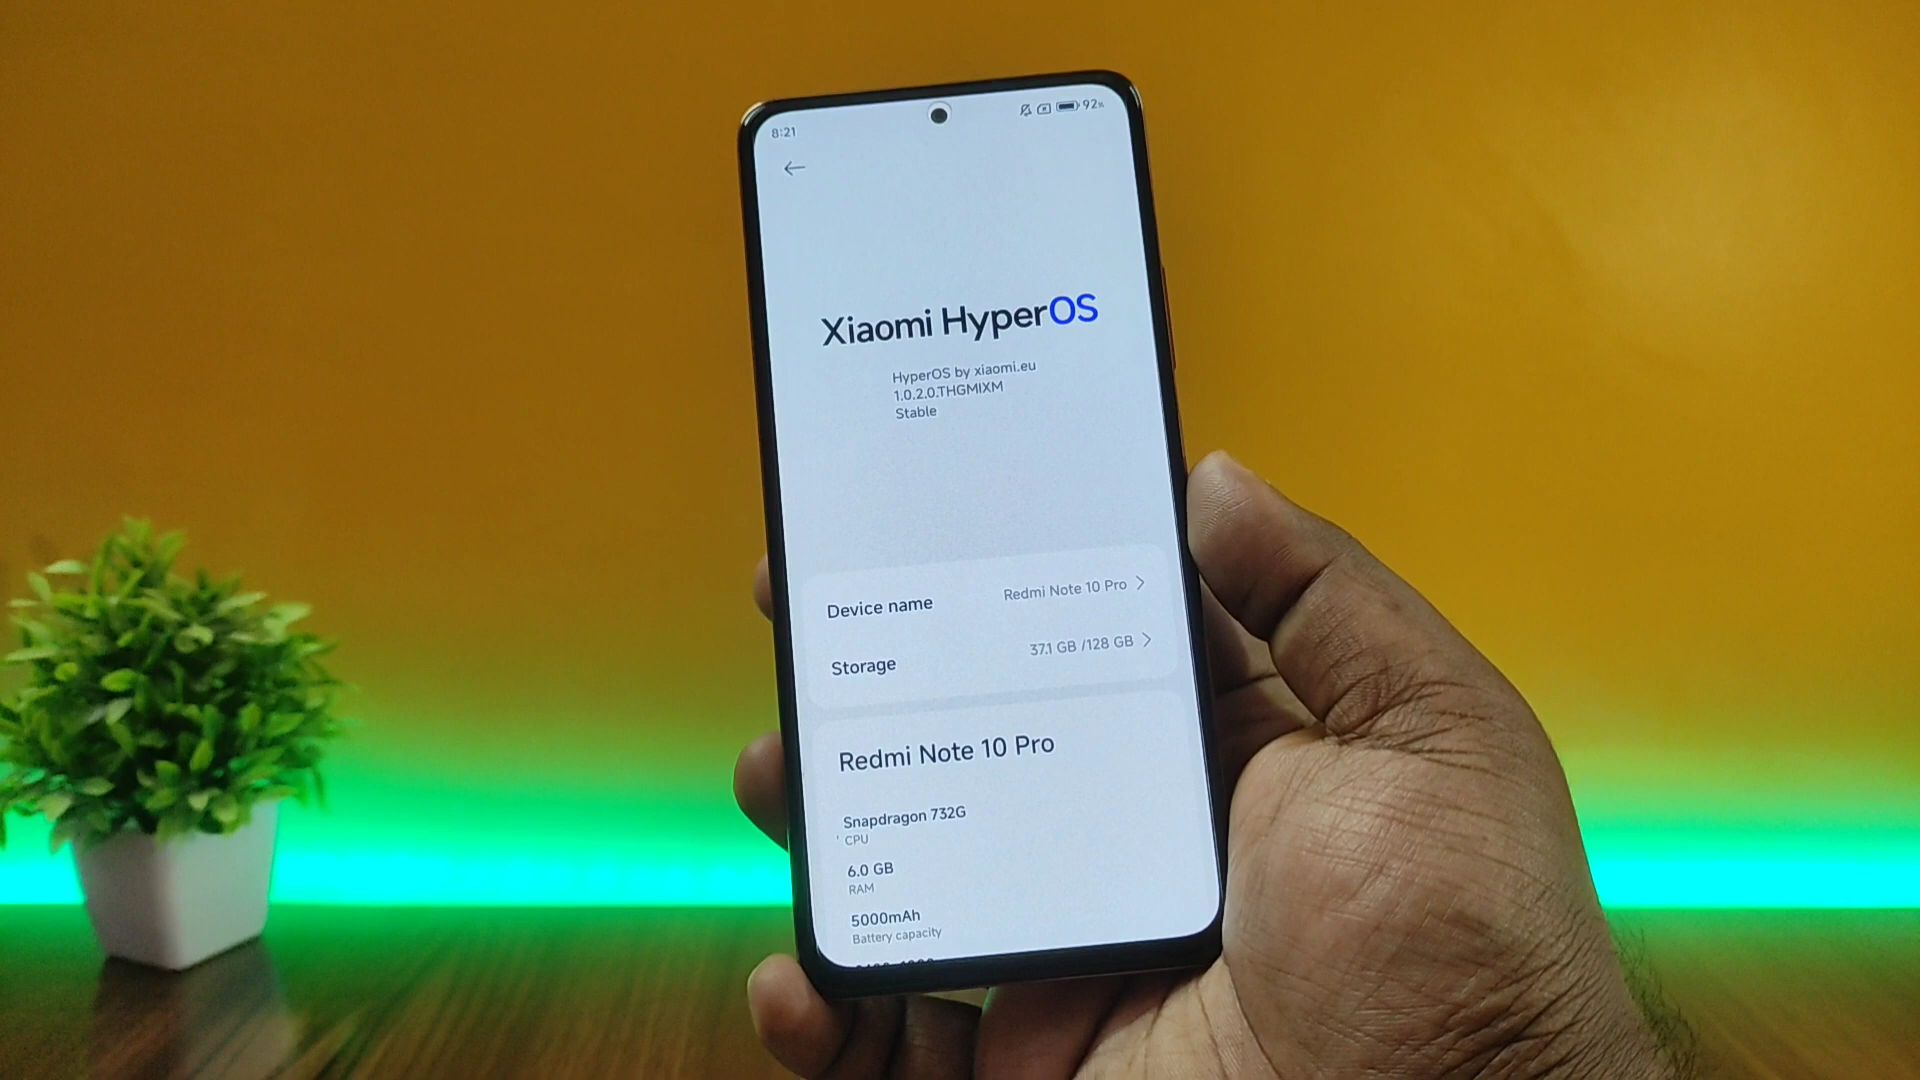 8:21
92%
Xiaomi HyperOS
HyperOS by xiaomi.eu
1.0.2.0.THGMIXM
Stable
Device name Redmi Note 10 Pro
Storage 37.1 GB /128 GB
Redmi Note 10 Pro
Snapdragon 732G
CPU
6.0 GB
RAM
5000mAh
Battery capacity